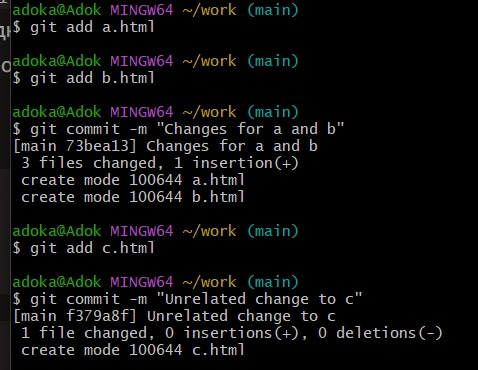 adoka@Adok MINGW64 ~/work (main)
$ git add a.html
adoka@Adok MINGW64 ~/work (main)
$ git add b.html
adoka@Adok MINGW64 ~/work (main)
$ git commit -m "Changes for a and b"
[main 73bea13] Changes for a and b
3 files changed, 1 insertion(+)
create mode 100644 a.html
create mode 100644 b.html
adoka@Adok MINGW64 ~/work (main)
$ git add c.html
adoka@Adok MINGW64 ~/work (main)
$ git commit -m "Unrelated change to c"
[main f379a8f] Unrelated change to c
1 file changed, 0 insertions(+), 0 deletions(-)
create mode 100644 c.html